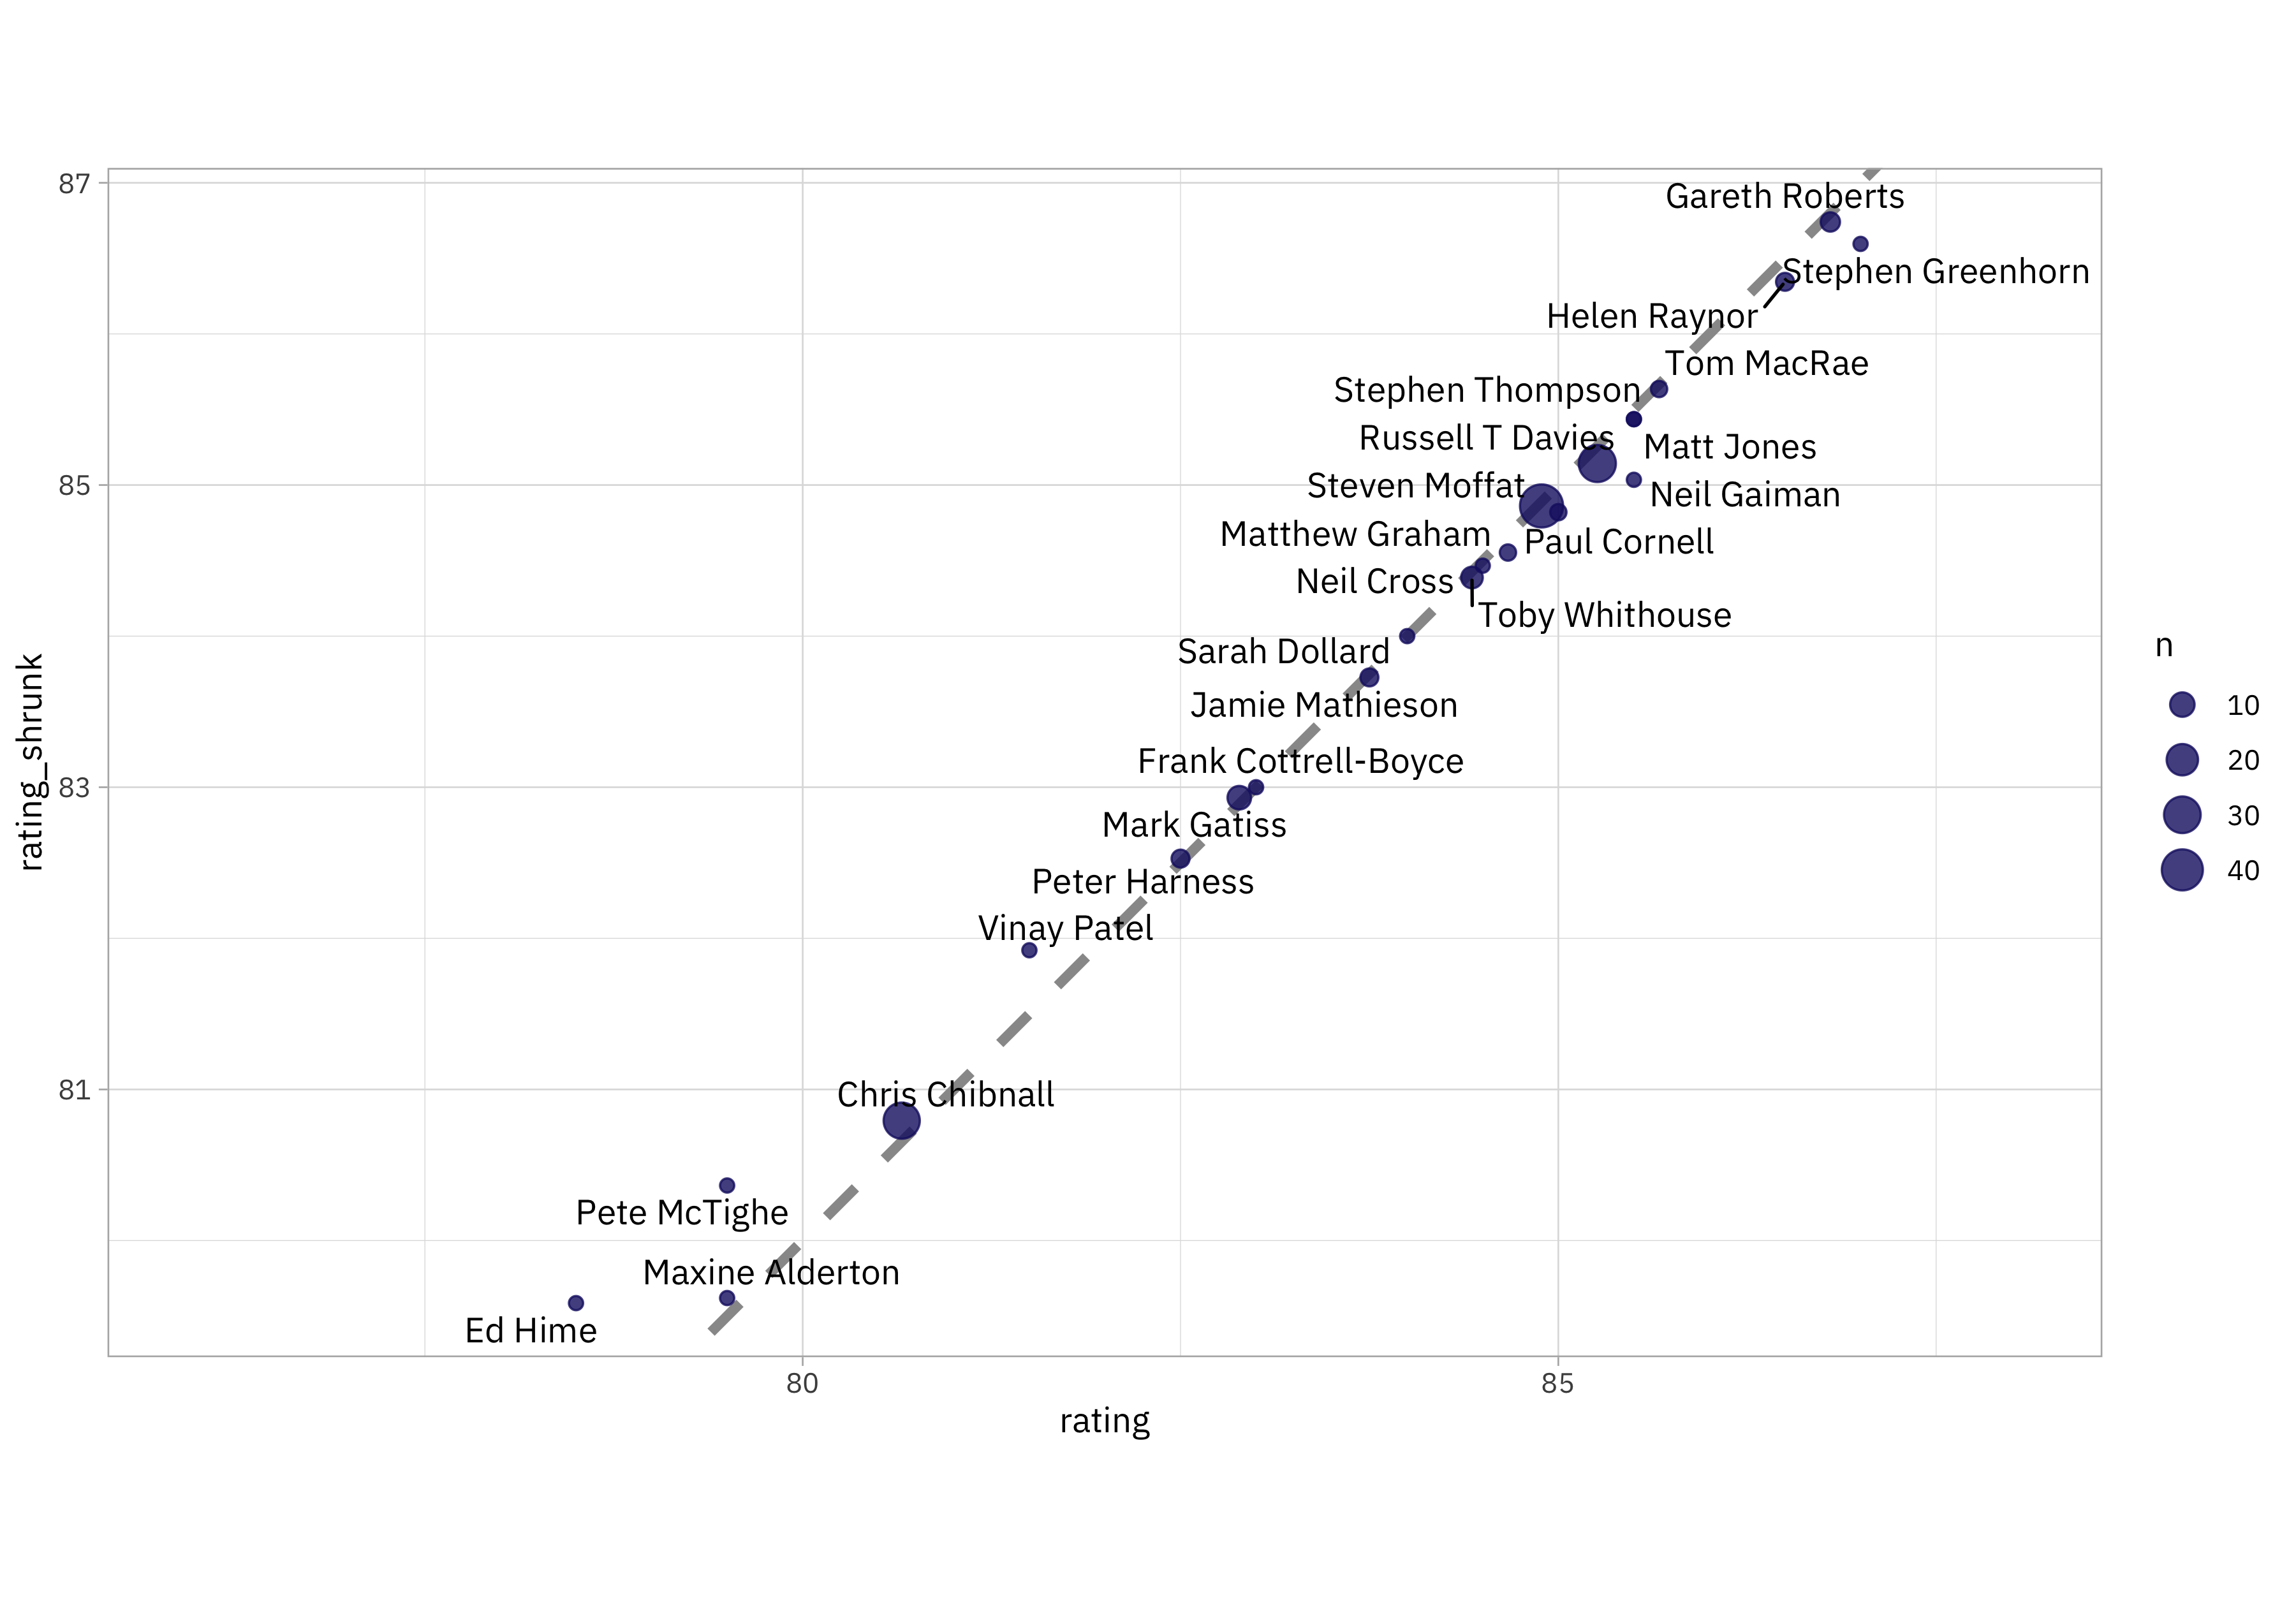 87
Gareth Roberts
Stephen Greenhorn
Helen Raynor
Tom MacRae
Stephen Thompson
Russell T Davies
Matt Jones
85
Steven Moffat
Neil Gaiman
Matthew Graham
Paul Cornell
Neil Cross
Toby Whithouse
Sarah Dollard
Jamie Mathieson
Frank Cottrell-Boyce
83
Mark Gatiss
Peter Harness
Vinay Patel
81
Chris Chibnall
Pete McTighe
Maxine Alderton
Ed Hime
80
85
rating
rating_shrunk
n
10
20
30
40